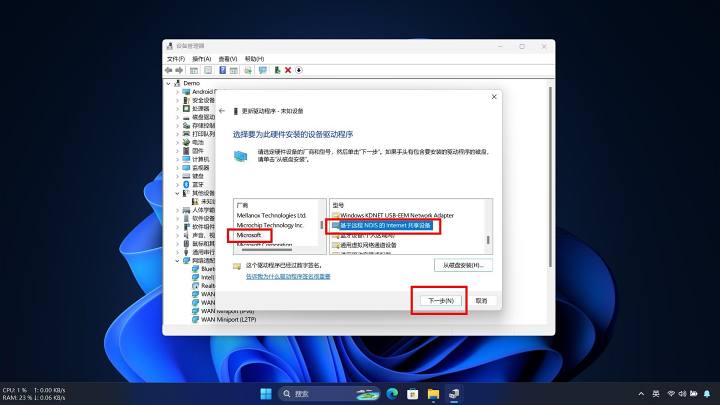 设备管理器
文件(F) 操作(A) 查看(V) 帮助(H)
Demo
Android
安全设备
处理器
磁盘驱动
存储控制
打印队列
电池
固件
计算机
监视器
键盘
蓝牙
其他设备
未知设
人体学输
软件设备
软件组件
声音、视
鼠标和其
通用串行
网络适配
Bluet
Intel(
Realte
WAN
WAN
WAN Miniport (IPv6)
WAN Miniport (L2TP)
更新驱动程序 - 未知设备
选择要为此硬件安装的设备驱动程序
请选定硬件设备的厂商和型号，然后单击"下一步"。如果手头有包含要安装的驱动程序的磁盘，
请单击"从磁盘安装"。
厂商
Mellanox Technologies Ltd.
Microchip Technology Inc.
Microsoft
Microsoft Corporation
型号
Windows KDNET USB-EEM Network Adapter
基于远程 NDIS 的 Internet 共享设备
蓝牙设备(个人区域网)
通用虚拟网络通道设备
这个驱动程序已经过数字签名。
告诉我为什么驱动程序签名很重要
从磁盘安装(H)...
下一步(N)
取消
CPU: 1 % ↑: 0.00 KB/s
RAM: 23 % ↓: 0.06 KB/s
搜索
英